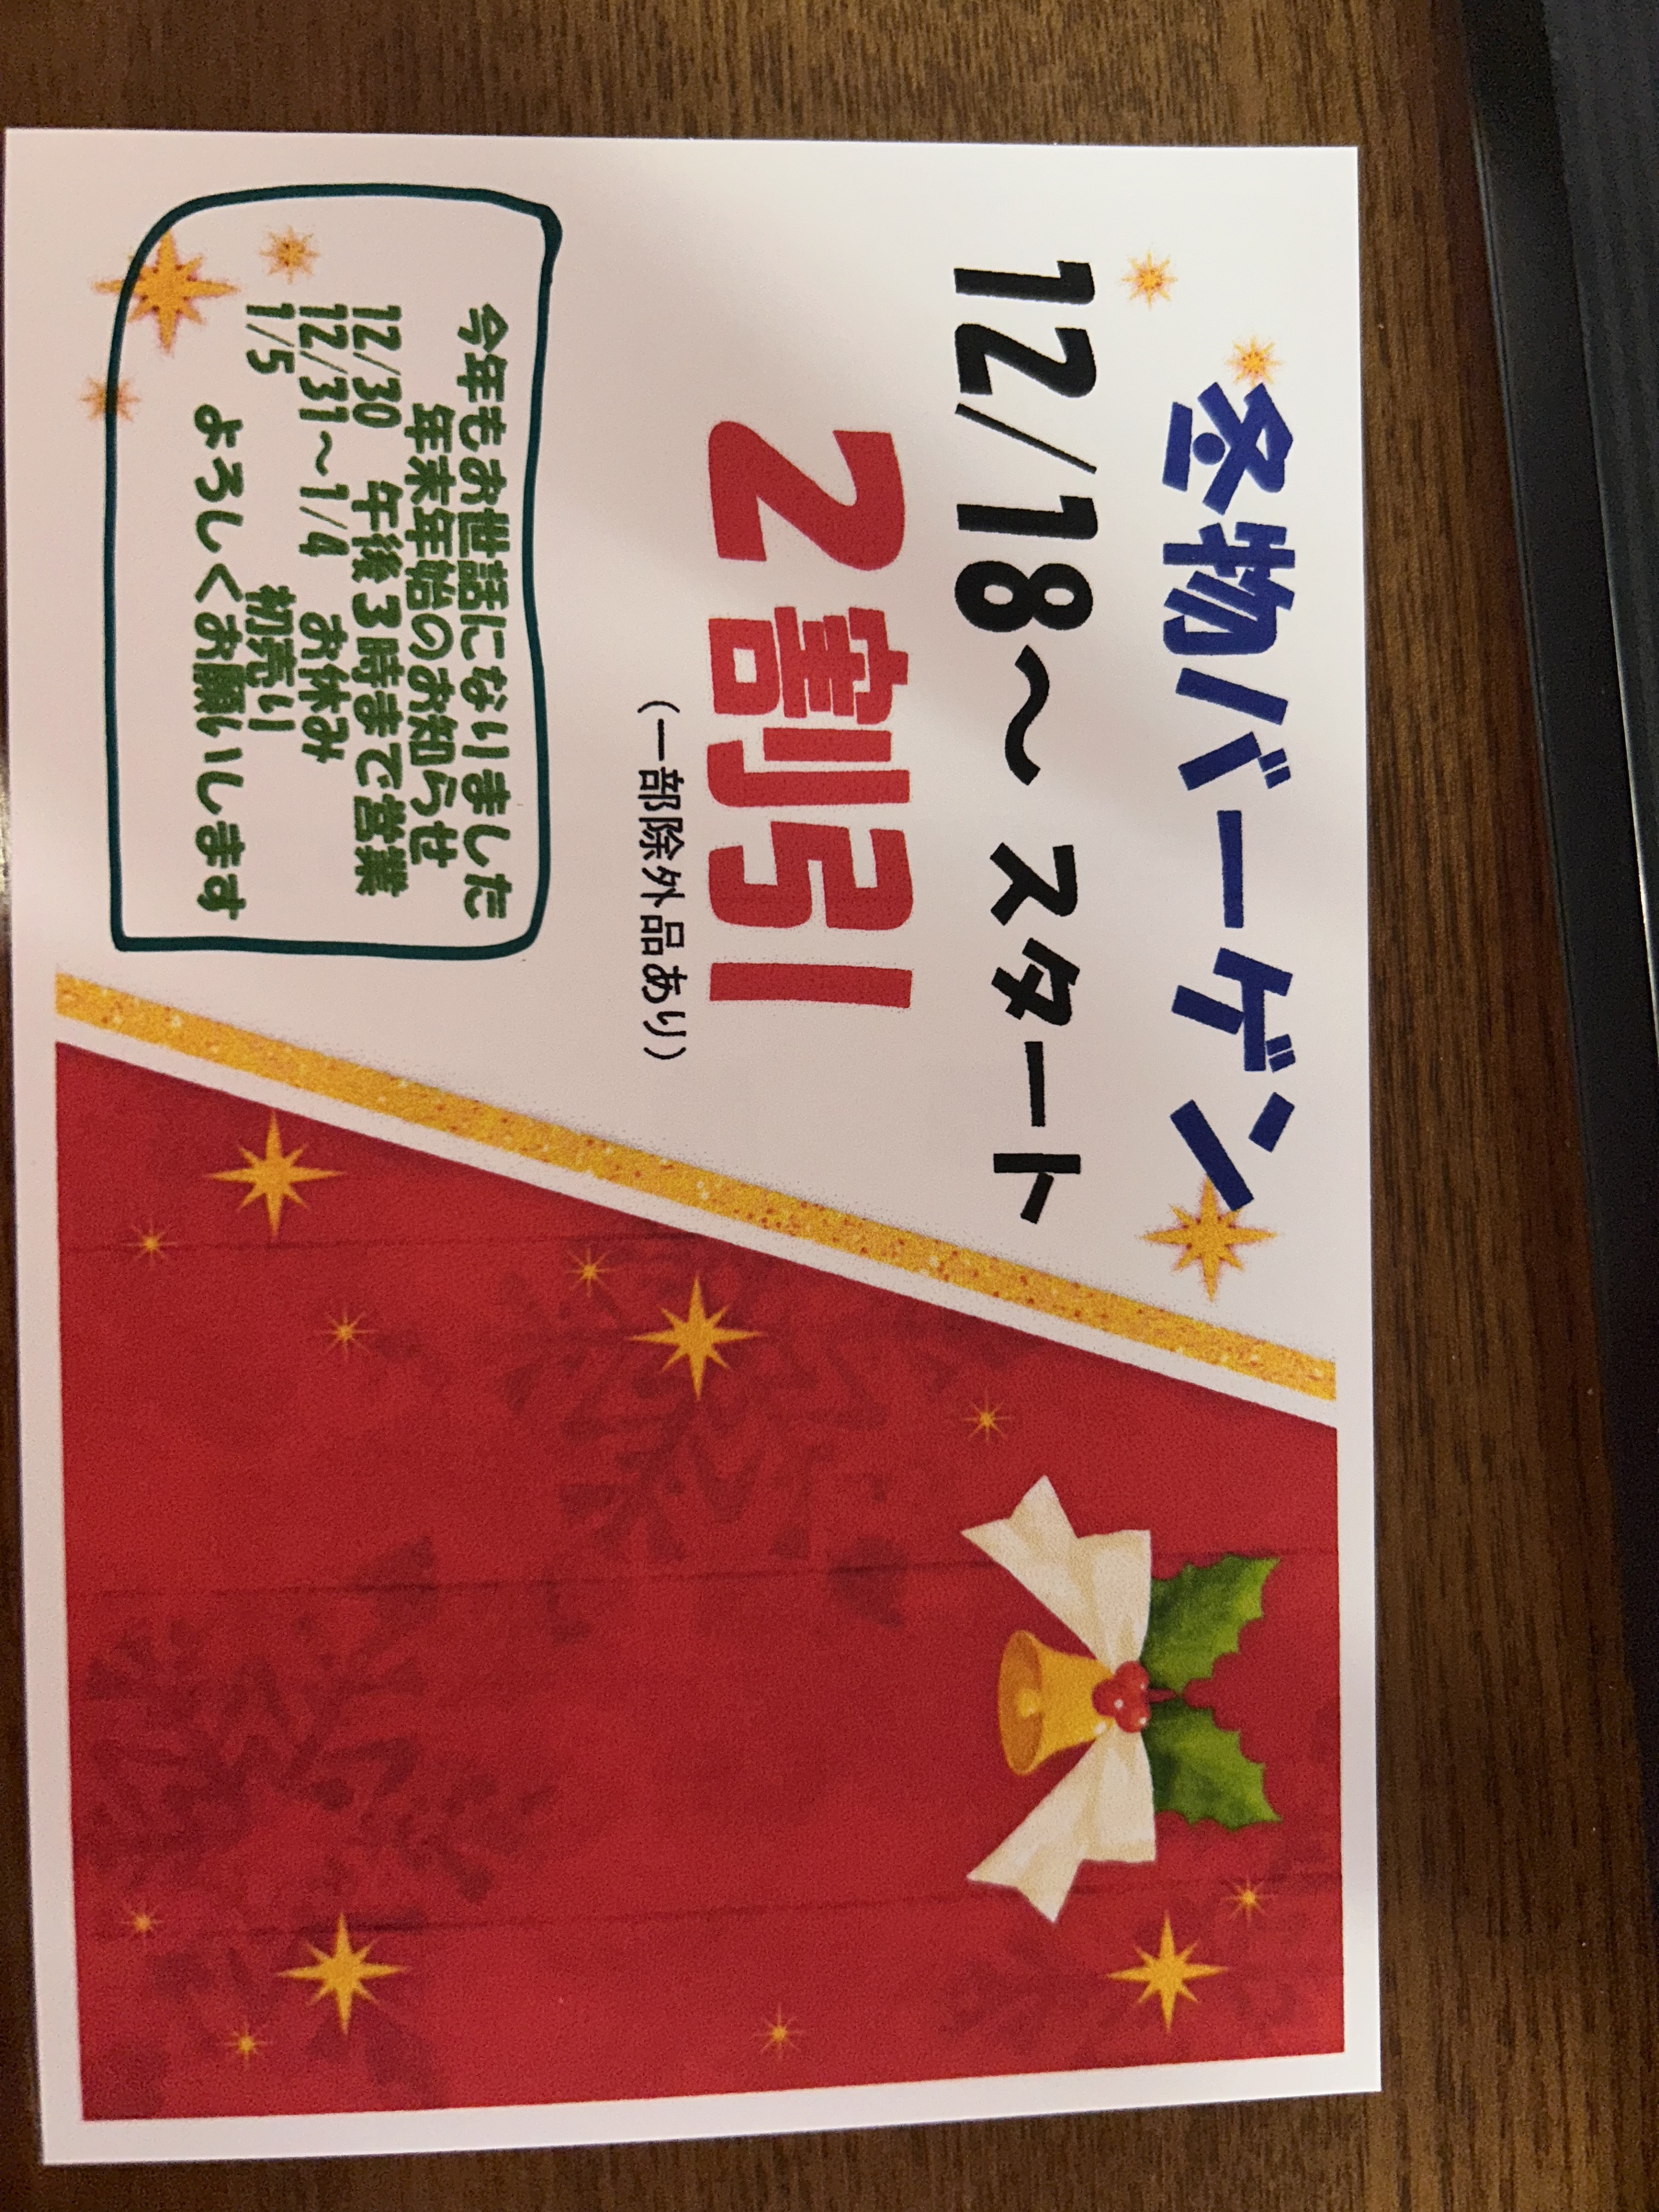 冬物バーゲン
12/18～ スタート
2割引
(一部除外品あり)
今年もお世話になりました
年末年始のお知らせ
12/30 午後3時まで営業
12/31～1/4 お休み
1/5 初売り
よろしくお願いします